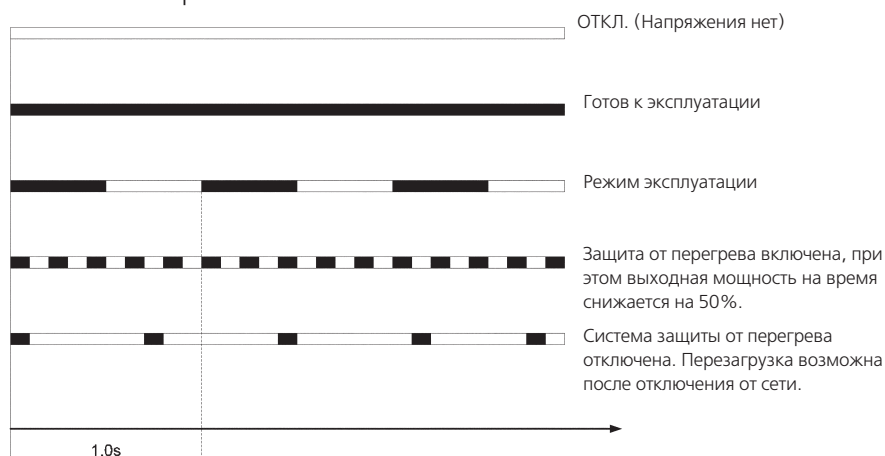 ОТКЛ. (Напряжения нет)
Готов к эксплуатации
Режим эксплуатации
Защита от перегрева включена, при
этом выходная мощность на время
снижается на 50%.
Система защиты от перегрева
отключена. Перезагрузка возможна
после отключения от сети.
1.0s